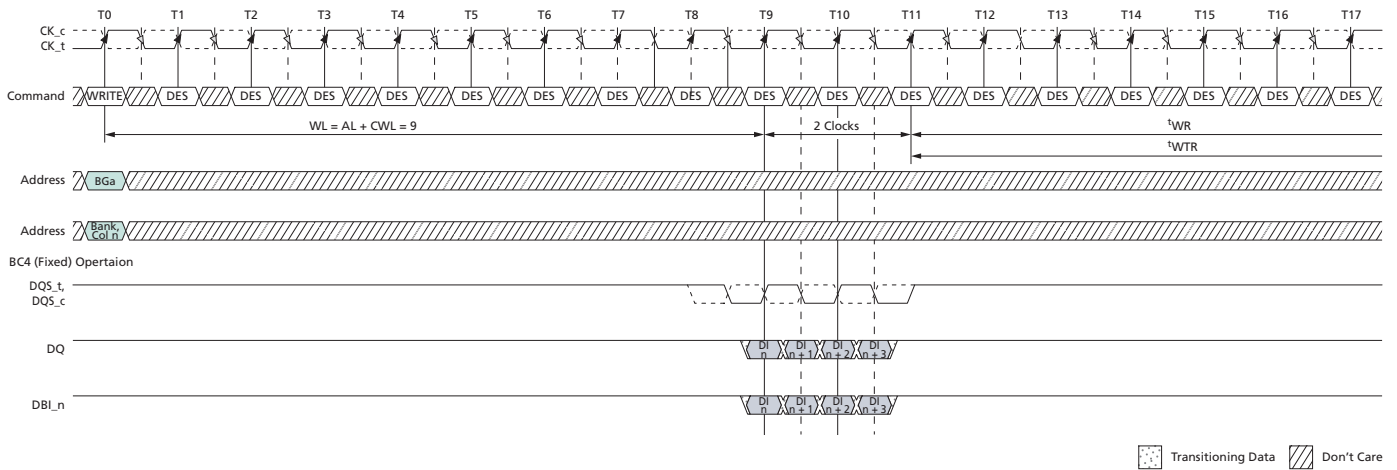 T0 T1 T2 T3 T4 T5 T6 T7 T8 T9 T10 T11 T12 T13 T14 T15 T16 T17
CK_c
CK_t
Command WRITE DES DES DES DES DES DES DES DES DES DES DES DES DES DES DES DES DES
WL = AL + CWL = 9 2 Clocks tWR
tWTR
Address BGa
Address Bank, Col n
BC4 (Fixed) Opertaion
DQS_t,
DQS_c
DQ DI n DI n + 1 DI n + 2 DI n + 3
DBI_n DI n DI n + 1 DI n + 2 DI n + 3
Transitioning Data Don't Care